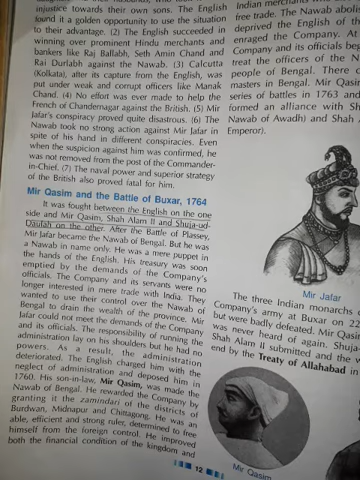 injustice towards their own sons. The English
found it a golden opportunity to use the situation
to their advantage. (2) The English succeeded in
winning over prominent Hindu merchants and
bankers like Raj Ballabh, Seth Amin Chand and
Rai Durlabh against the Nawab. (3) Calcutta
(Kolkata), after its capture from the English, was
put under weak and corrupt officers like Manak
Chand. (4) No effort was ever made to help the
French of Chandernagar against the British. (5) Mir
Jafar's conspiracy proved quite disastrous. (6) The
Nawab took no strong action against Mir Jafar in
spite of his hand in different conspiracies. Even
when the suspicion against him was confirmed, he
was not removed from the post of the Commander-
in-Chief. (7) The naval power and superior strategy
of the British also proved fatal for him.
Mir Qasim and the Battle of Buxar, 1764
It was fought between the English on the one
side and Mir Qasim, Shah Alam II and Shuja-ud-
Daulah on the other. After the Battle of Plassey,
Mir Jafar became the Nawab of Bengal. But he was
a Nawab in name only. He was a mere puppet in
the hands of the English. His treasury was soon
emptied by the demands of the Company's
officials. The Company and its servants were no
longer interested in mere trade with India. They
wanted to use their control over the Nawab of
Bengal to drain the wealth of the province. Mir
Jafar could not meet the demands of the Company
and its officials. The responsibility of running the
administration lay on his shoulders but he had no
powers. As a result, the administration
deteriorated. The English charged him with the
neglect of administration and deposed him in
1760. His son-in-law, Mir Qasim, was made the
Nawab of Bengal. He rewarded the Company by
granting it the zamindari of the districts of
Burdwan, Midnapur and Chittagong. He was an
able, efficient and strong ruler, determined to free
himself from the foreign control. He improved
both the financial condition of the kingdom and
12
Indian merchants
free trade. The Nawab aboli
deprived the English of th
enraged the Company. At
Company and its officials beg
treat the officers of the N
people of Bengal. There c
masters in Bengal. Mir Qasi
series of battles in 1763 and
formed an alliance with Sh
Nawab of Awadh) and Shah
Emperor).
Mir Jafar
The three Indian monarchs
Company's army at Buxar on 22
but were badly defeated. Mir Qasi
was never heard of again. Shuja-
Shah Alam II submitted and the
end by the Treaty of Allahabad in
Mir Qasim